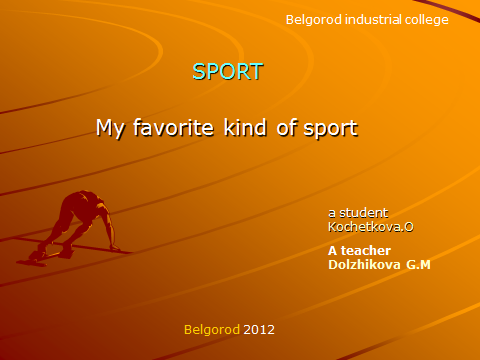 Belgorod industrial college
SPORT
My favorite kind of sport
a student
Kochetkova.O
A teacher
Dolzhikova G.M
Belgorod 2012